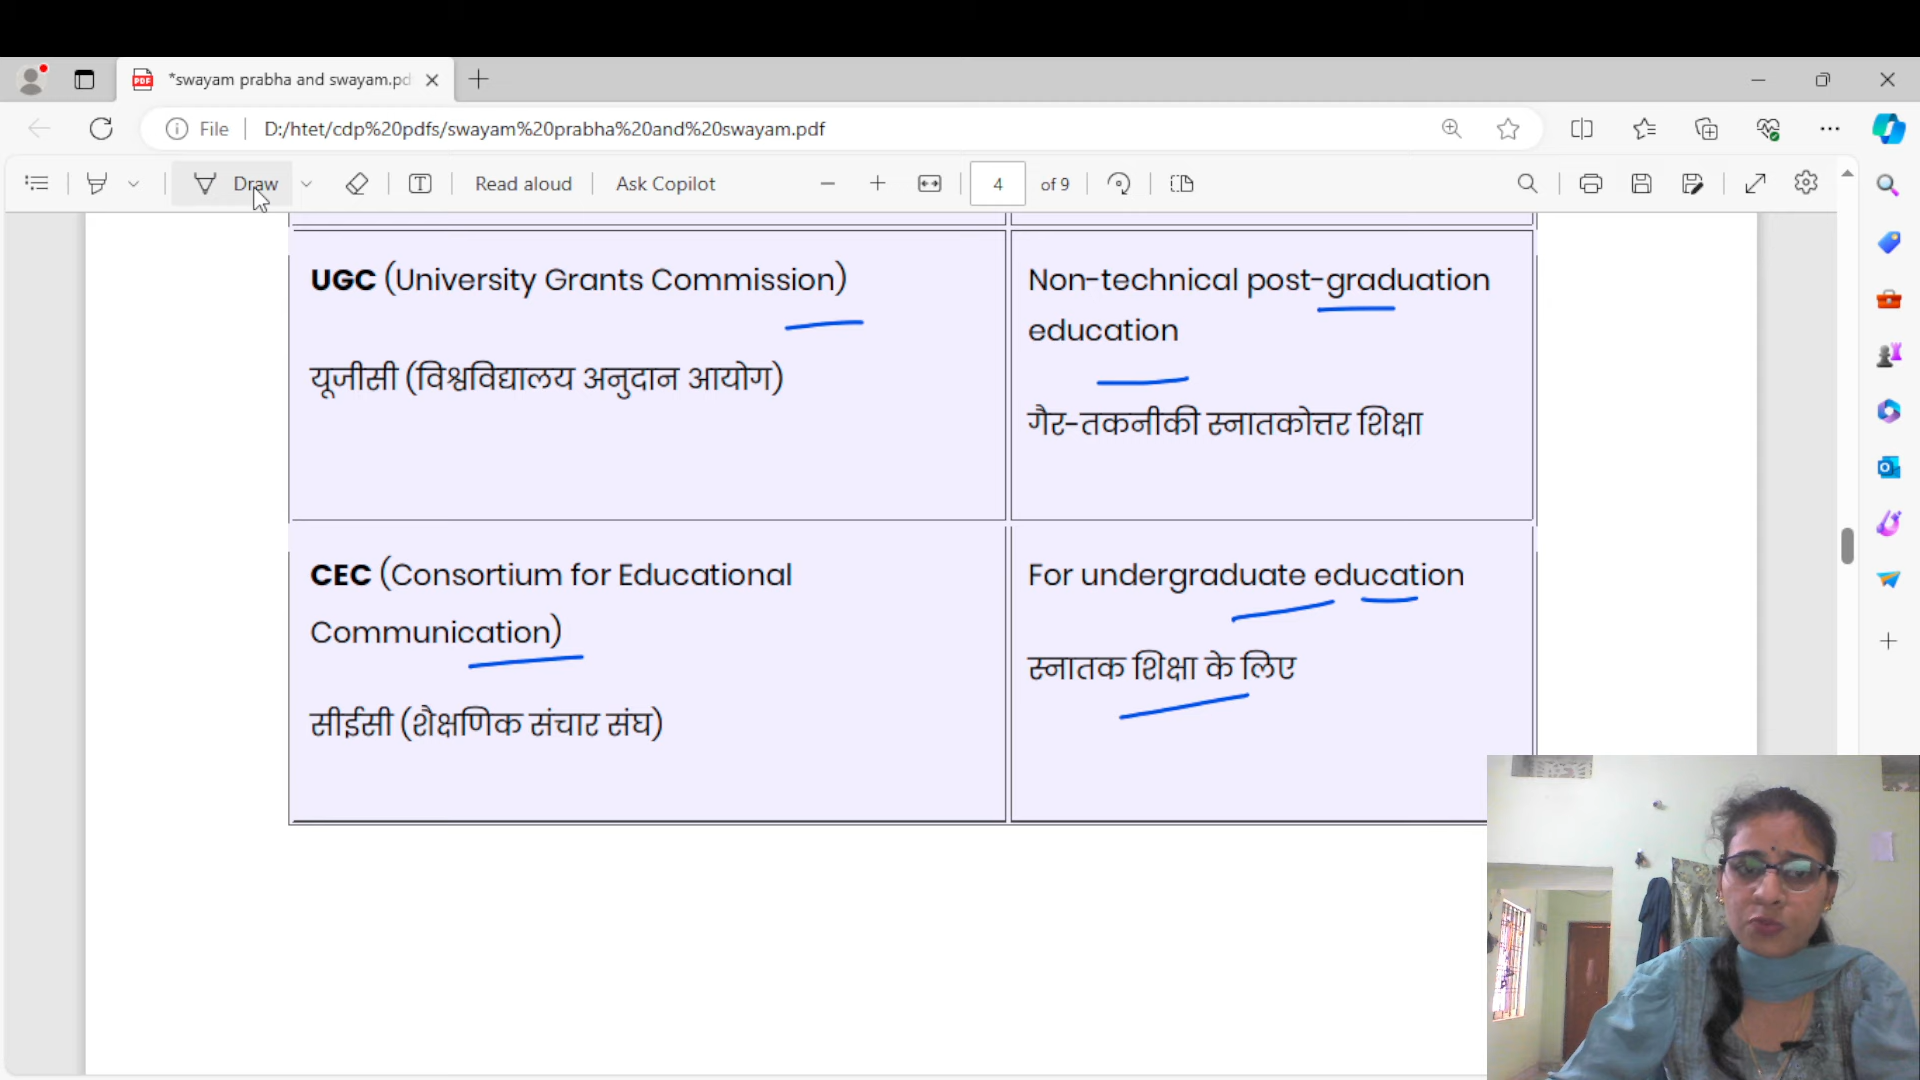 *swayam prabha and swayam.pd
File
D:/htet/cdp%20pdfs/swayam%20prabha%20and%20swayam.pdf
Draw
Read aloud
Ask Copilot
4
of 9
UGC (University Grants Commission)
यूजीसी (विश्वविद्यालय अनुदान आयोग)
Non-technical post-graduation
education
गैर-तकनीकी स्नातकोत्तर शिक्षा
CEC (Consortium for Educational
Communication)
सीईसी (शैक्षणिक संचार संघ)
For undergraduate education
स्नातक शिक्षा के लिए